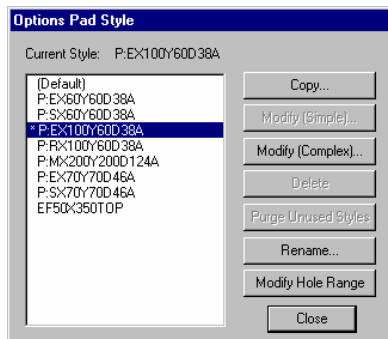 Options Pad Style
Current Style: P:EX100Y60D38A
(Default)
P:EX60Y60D38A
P:SX60Y60D38A
* P:EX100Y60D38A
P:RX100Y60D38A
P:MX200Y200D124A
P:EX70Y70D46A
P:SX70Y70D46A
EF50X350TOP
Copy...
Modify (Simple)...
Modify (Complex)...
Delete
Purge Unused Styles
Rename...
Modify Hole Range
Close